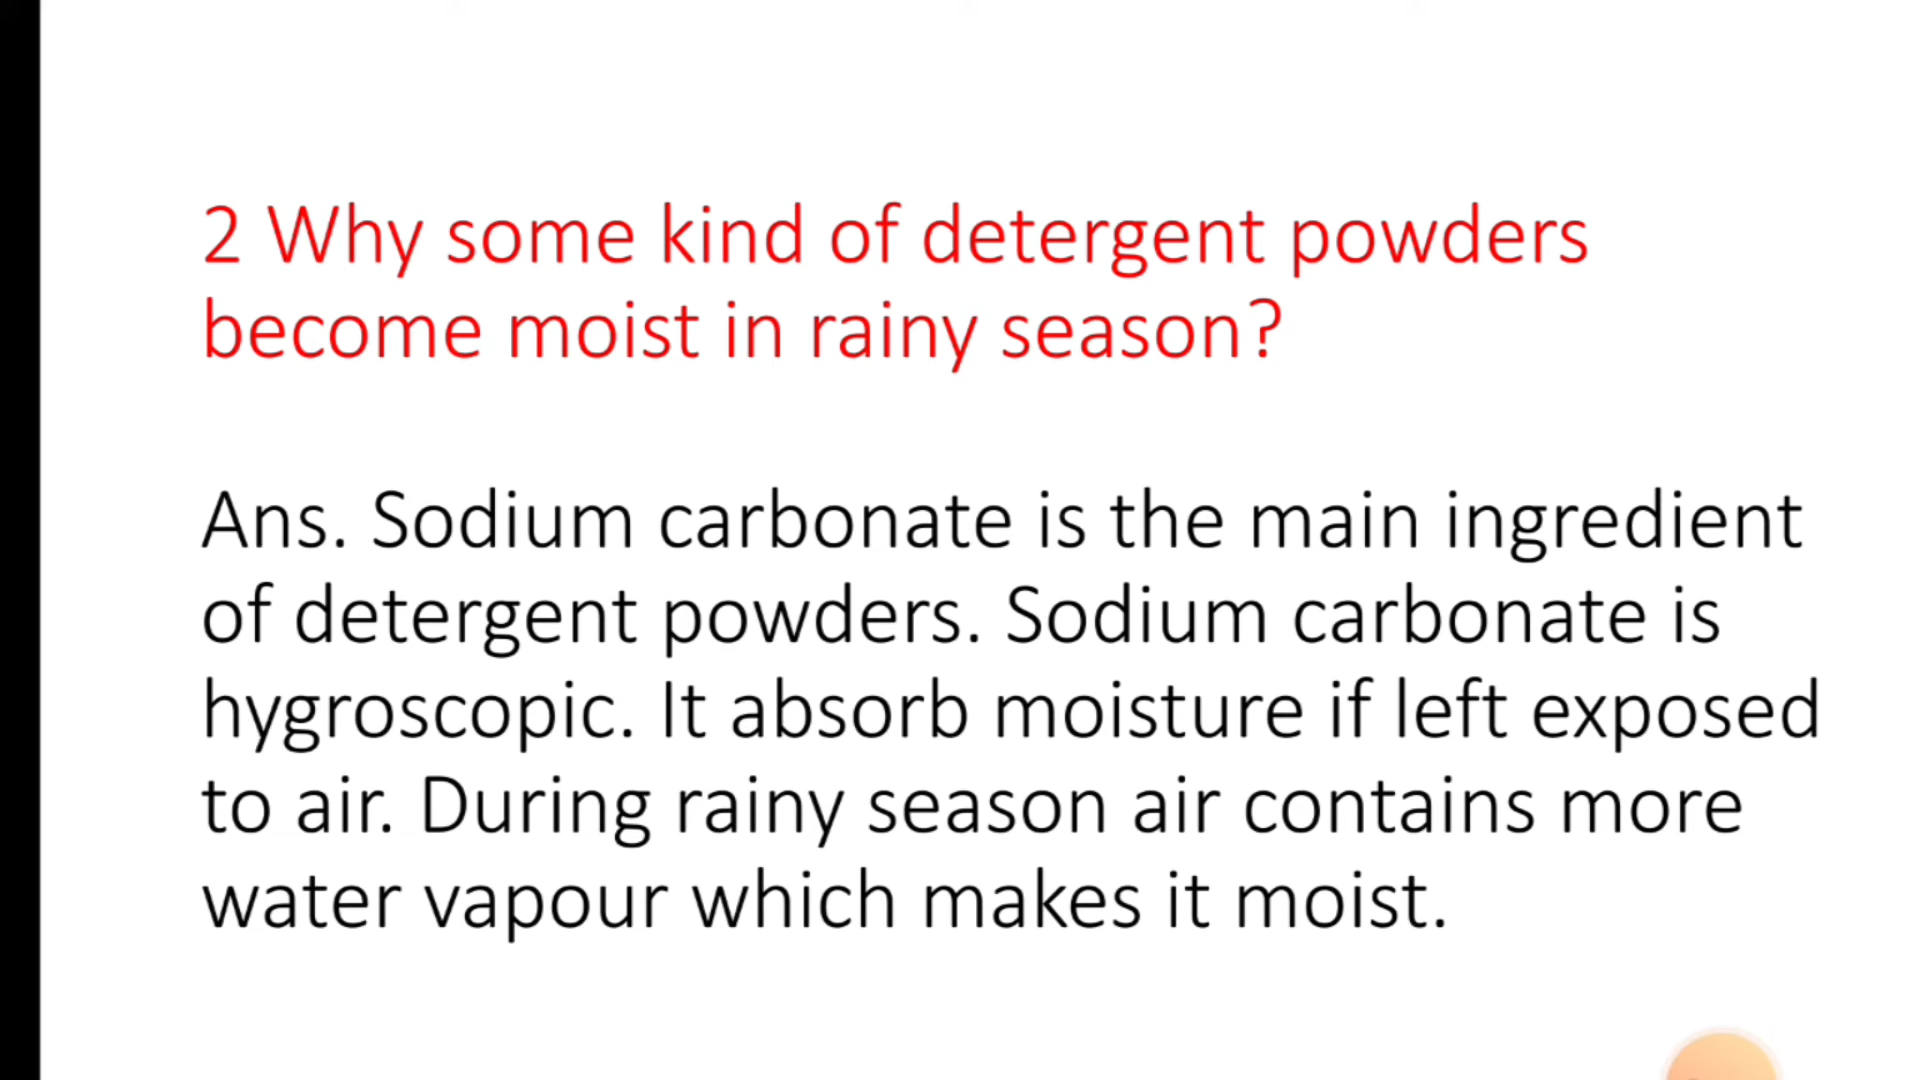 2 Why some kind of detergent powders
become moist in rainy season?
Ans. Sodium carbonate is the main ingredient
of detergent powders. Sodium carbonate is
hygroscopic. It absorb moisture if left exposed
to air. During rainy season air contains more
water vapour which makes it moist.